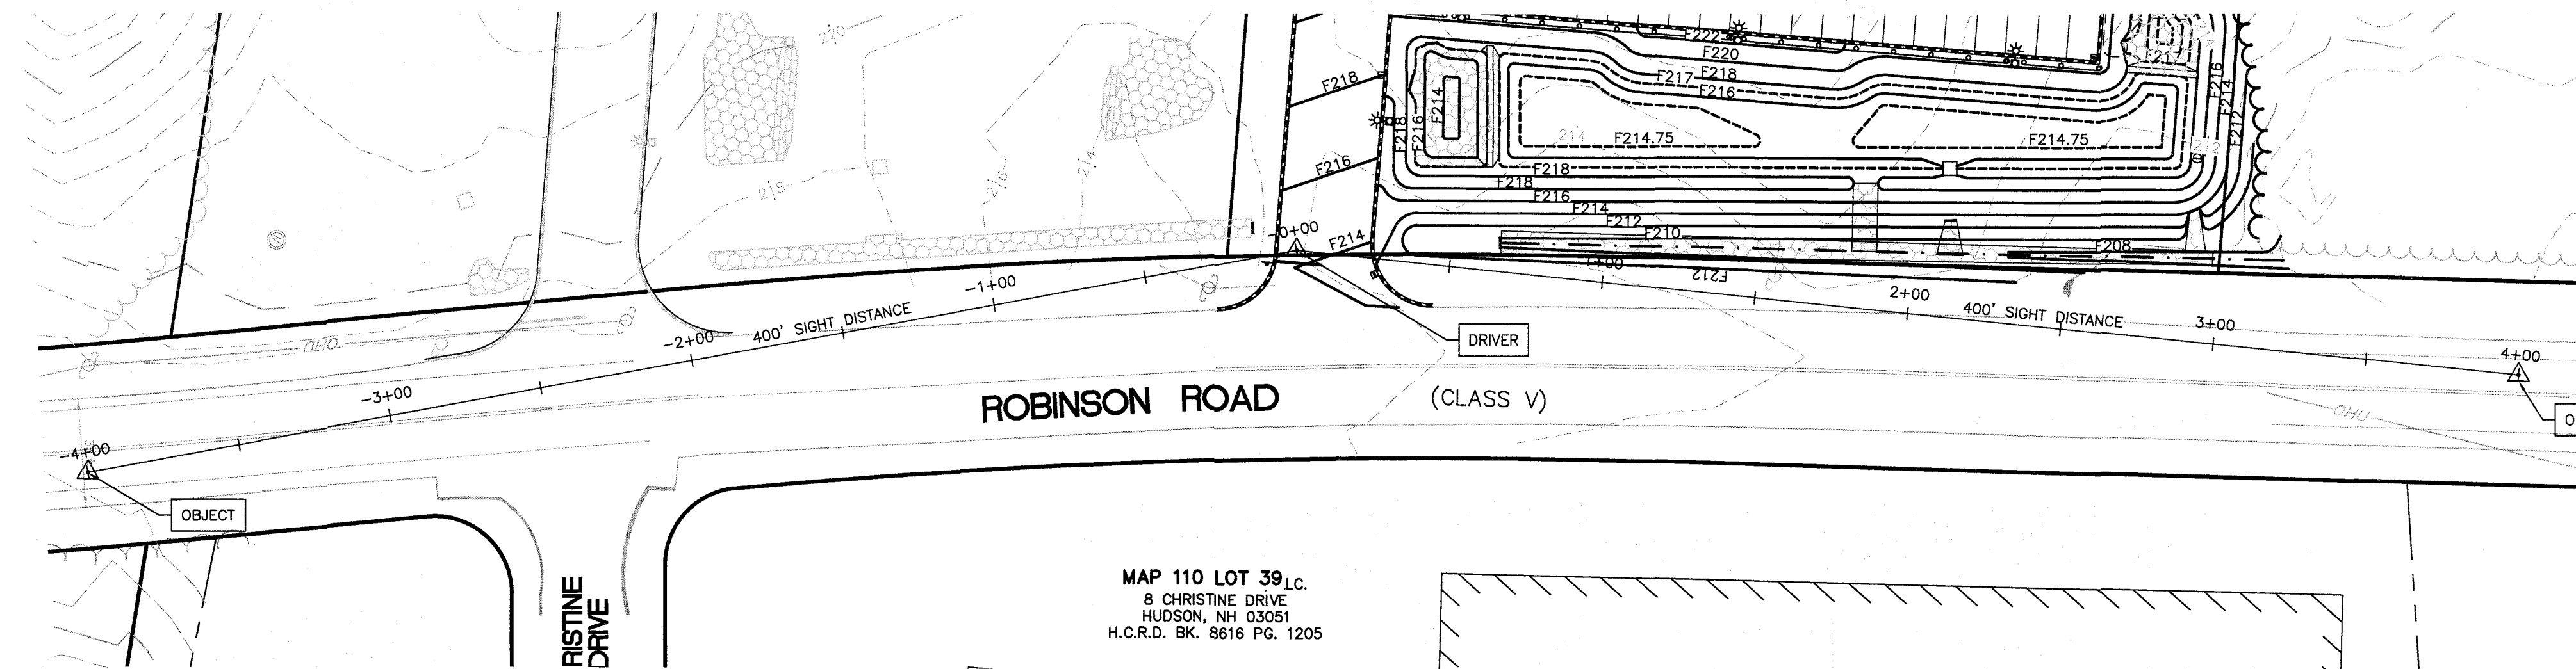 220
F222
F220
F218
F217 F218
F216
F214
F218
F216
F216
F214
F212
217
214
F214.75
F214.75
212
F216
218
216
214
F218
F218
F216
F214
F212
F210
F208
-0+00
F214
1+00
F212
-1+00
2+00
400' SIGHT DISTANCE
400' SIGHT DISTANCE
3+00
-2+00
DRIVER
OHU
4+00
-3+00
ROBINSON ROAD
(CLASS V)
OHU
-4+00
OBJECT
O
MAP 110 LOT 39
LC.
8 CHRISTINE DRIVE
HUDSON, NH 03051
H.C.R.D. BK. 8616 PG. 1205
RISTINE
DRIVE